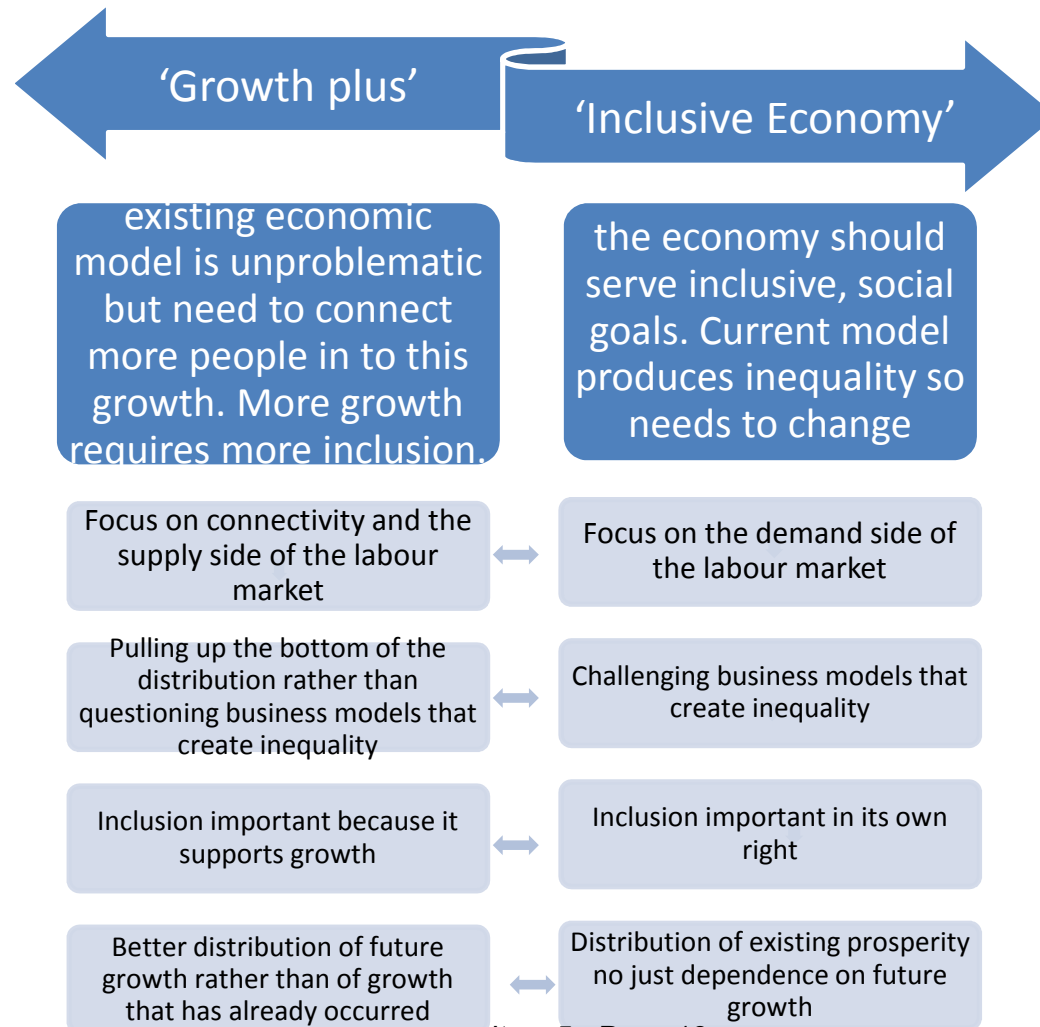 ‘Growth plus’
‘Inclusive Economy’
existing economic
model is unproblematic
but need to connect
more people in to this
growth. More growth
requires more inclusion.
the economy should
serve inclusive, social
goals. Current model
produces inequality so
needs to change
Focus on connectivity and the
supply side of the labour
market
Focus on the demand side of
the labour market
Pulling up the bottom of the
distribution rather than
questioning business models that
create inequality
Challenging business models that
create inequality
Inclusion important because it
supports growth
Inclusion important in its own
right
Better distribution of future
growth rather than of growth
that has already occurred
Distribution of existing prosperity
no just dependence on future
growth